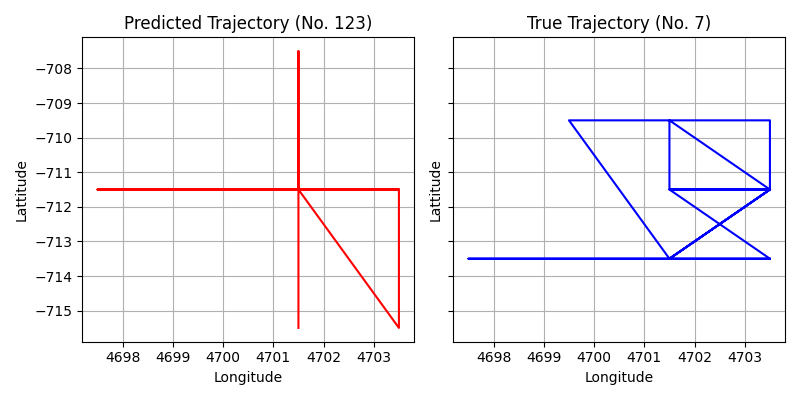 Predicted Trajectory (No. 123)
Lattitude
−708
−709
−710
−711
−712
−713
−714
−715
4698 4699 4700 4701 4702 4703
Longitude
True Trajectory (No. 7)
Lattitude
4698 4699 4700 4701 4702 4703
Longitude